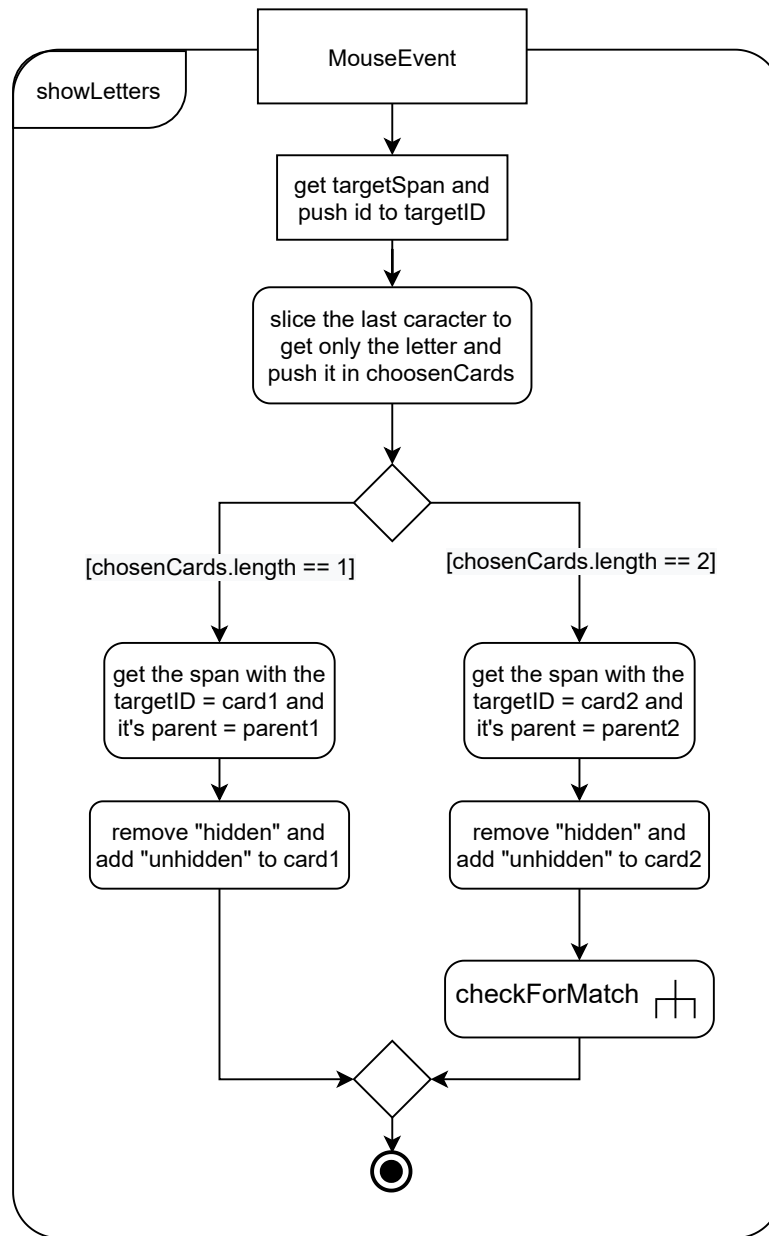 MouseEvent
showLetters
get targetSpan and
push id to targetID
slice the last caracter to
get only the letter and
push it in choosenCards
[chosenCards.length == 1]
[chosenCards.length == 2]
get the span with the
targetID = card1 and
it's parent = parent1
get the span with the
targetID = card2 and
it's parent = parent2
remove "hidden" and
add "unhidden" to card1
remove "hidden" and
add "unhidden" to card2
checkForMatch